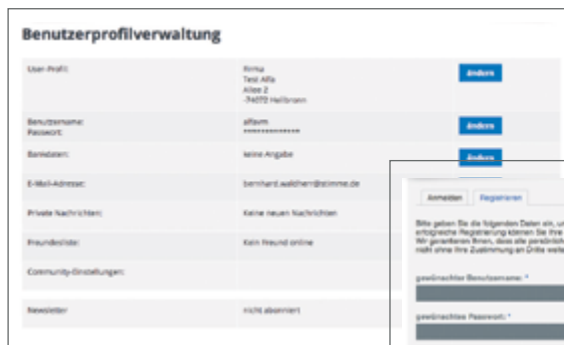 Benutzerprofilverwaltung
User-Profil:
Firma
Test Alfa
Allee 2
-74072 Heilbronn
ändern
Benutzername:
alfavm
Passwort:
*************
ändern
Bankdaten:
keine Angabe
ändern
E-Mail-Adresse:
bernhard.waldherr@stimme.de
Private Nachrichten:
Keine neuen Nachrichten
Freundesliste:
Kein Freund online
Community-Einstellungen:
Newsletter
nicht abonniert
Anmelden
Registrieren
Bitte geben Sie die folgenden Daten ein, u
erfolgreiche Registrierung können Sie Ihre
Wir garantieren Ihnen, dass alle persönlich
nicht ohne Ihre Zustimmung an Dritte weite
gewünschter Benutzername: *
gewünschtes Passwort: *